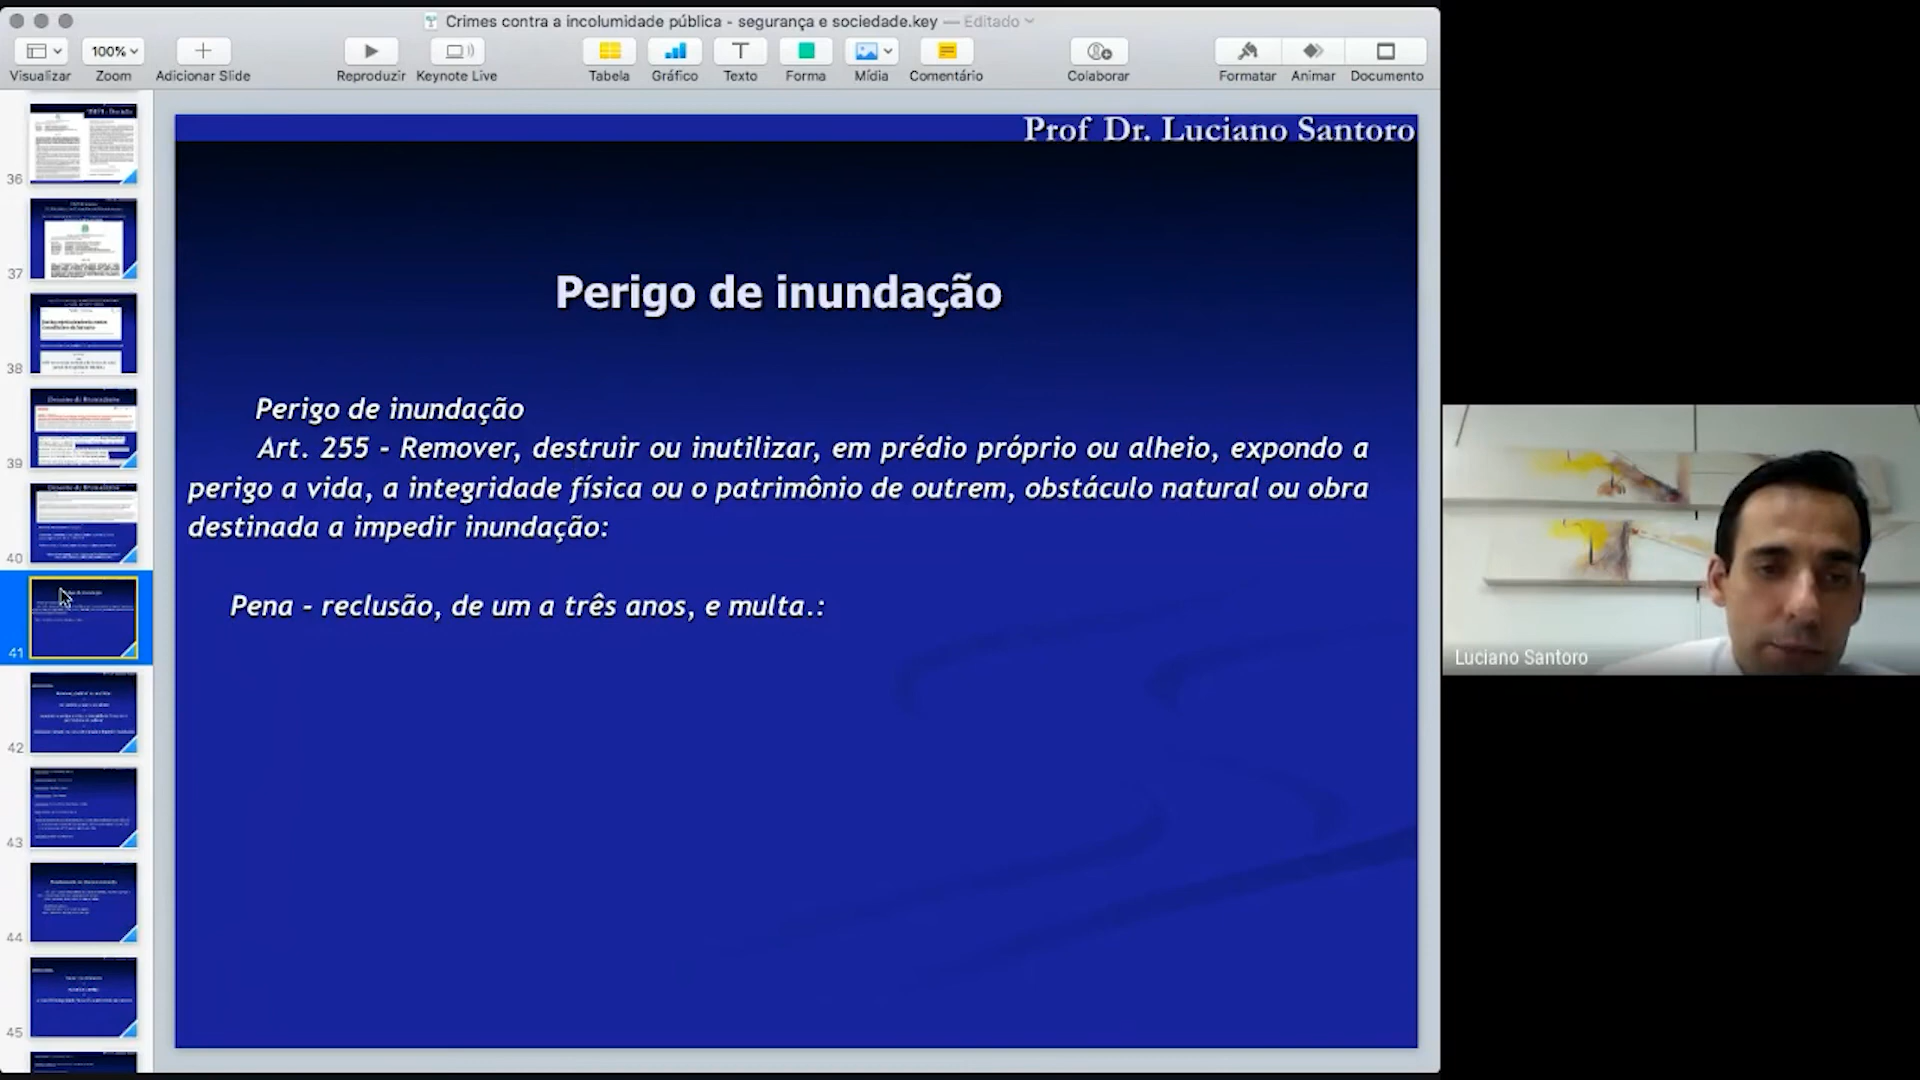 Crimes contra a incolumidade pública - segurança e sociedade.key — Editado
100%
Visualizar Zoom Adicionar Slide Reproduzir Keynote Live Tabela Gráfico Texto Forma Mídia Comentário Colaborar Formatar Animar Documento
36
37
38
39
40
41
42
43
44
45
Prof Dr. Luciano Santoro
Perigo de inundação
Perigo de inundação
Art. 255 - Remover, destruir ou inutilizar, em prédio próprio ou alheio, expondo a
perigo a vida, a integridade física ou o patrimônio de outrem, obstáculo natural ou obra
destinada a impedir inundação:
Pena - reclusão, de um a três anos, e multa.:
Luciano Santoro